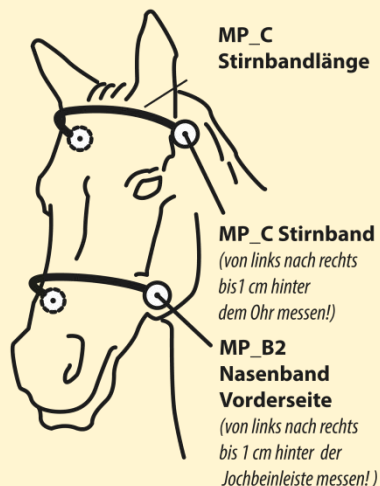 MP_C
Stirnbandlänge
MP_C Stirnband
(von links nach rechts
bis1 cm hinter
dem Ohr messen!)
MP_B2
Nasenband
Vorderseite
(von links nach rechts
bis 1 cm hinter der
Jochbeinleiste messen! )